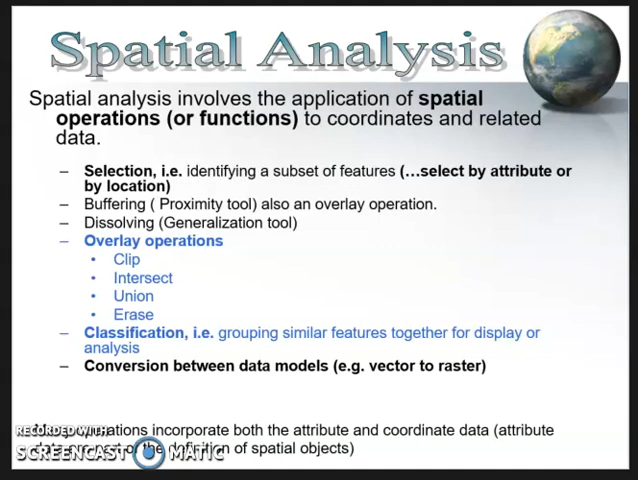 Spatial Analysis
Spatial analysis involves the application of spatial
operations (or functions) to coordinates and related
data.
– Selection, i.e. identifying a subset of features (…select by attribute or
by location)
– Buffering ( Proximity tool) also an overlay operation.
– Dissolving (Generalization tool)
– Overlay operations
• Clip
• Intersect
• Union
• Erase
– Classification, i.e. grouping similar features together for display or
analysis
– Conversion between data models (e.g. vector to raster)
incorporate both the attribute and coordinate data (attribute
definition of spatial objects)
RECORDED WITH
SCREENCAST MATIC